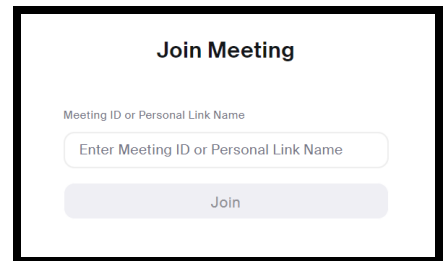 Join Meeting
Meeting ID or Personal Link Name
Enter Meeting ID or Personal Link Name
Join